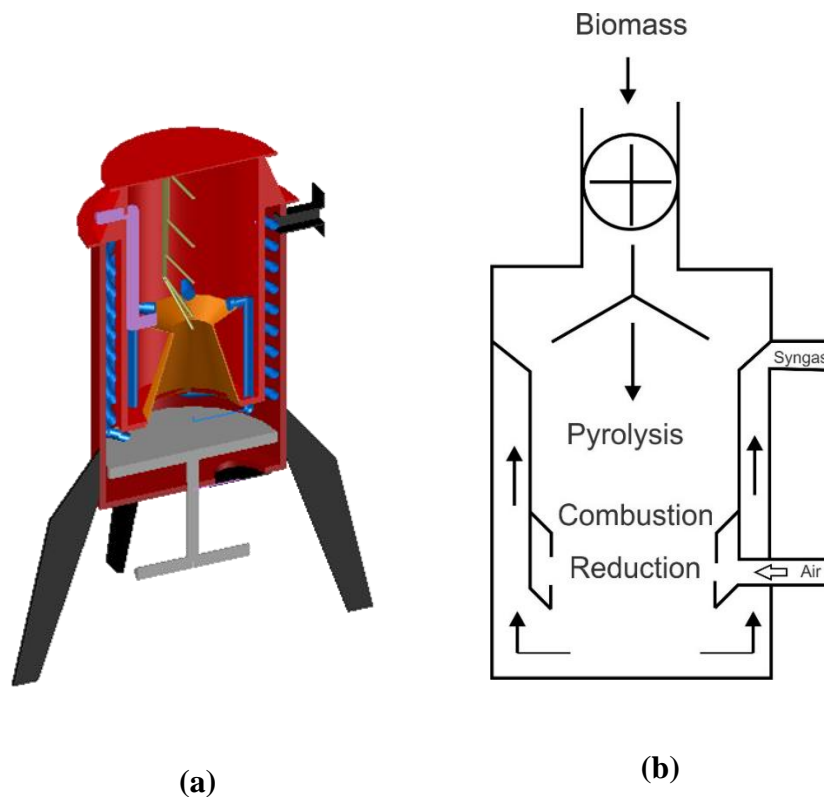 Biomass
Syngas
Pyrolysis
Combustion
Reduction
Air
(a)
(b)